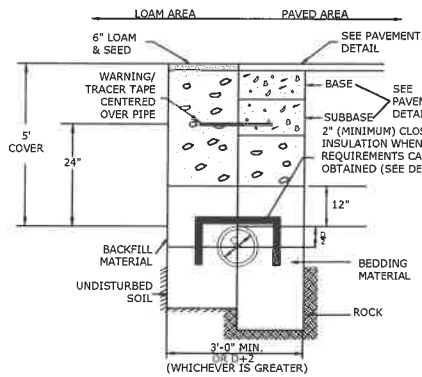 LOAM AREA
PAVED AREA
6" LOAM
& SEED
SEE PAVEMENT
DETAIL
WARNING/
TRACER TAPE
CENTERED
OVER PIPE
BASE
SUBBASE
SEE
PAVEM
DETAIL
2" (MINIMUM) CLOS
INSULATION WHEN
REQUIREMENTS CA
OBTAINED (SEE DE
5'
COVER
24"
12"
D
2
BACKFILL
MATERIAL
BEDDING
MATERIAL
UNDISTURBED
SOIL
ROCK
3'-0" MIN.
OR D+2
(WHICHEVER IS GREATER)